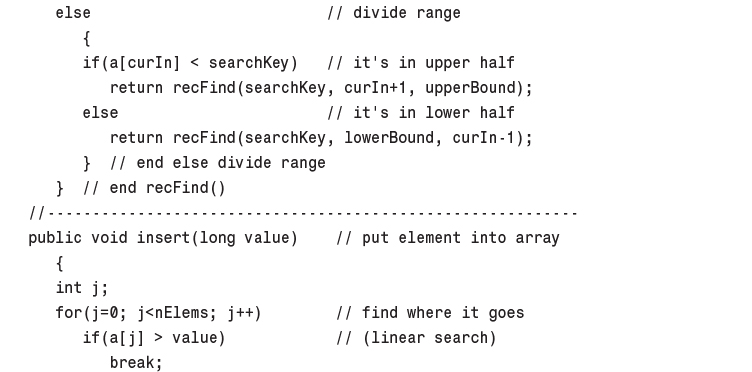 else                          // divide range
{
if(a[curIn] < searchKey)   // it's in upper half
return recFind(searchKey, curIn+1, upperBound);
else                       // it's in lower half
return recFind(searchKey, lowerBound, curIn-1);
}  // end else divide range
}  // end recFind()
//-----------------------------------------------------------
public void insert(long value)    // put element into array
{
int j;
for(j=0; j<nElems; j++)        // find where it goes
if(a[j] > value)            // (linear search)
break;